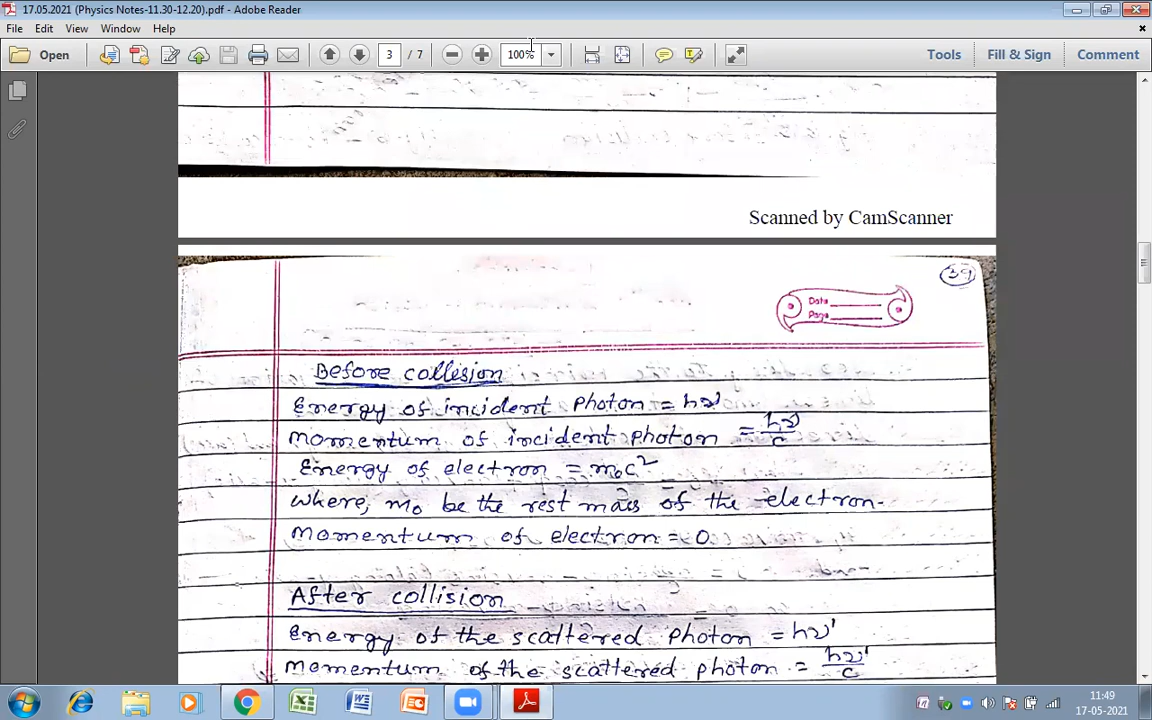 17.05.2021 (Physics Notes-11.30-12.20).pdf - Adobe Reader
File Edit View Window Help
Open 3 / 7 100% Tools Fill & Sign Comment
Scanned by CamScanner
39
Date
Page
Before collision
Energy of incident Photon = hν
Momentum of incident photon = hν/c
Energy of electron = m₀c²
where, m₀ be the rest mass of the electron.
Momentum of electron = 0
After collision
Energy of the scattered Photon = hν'
Momentum of the scattered photon = hν'/c
11:49
17-05-2021